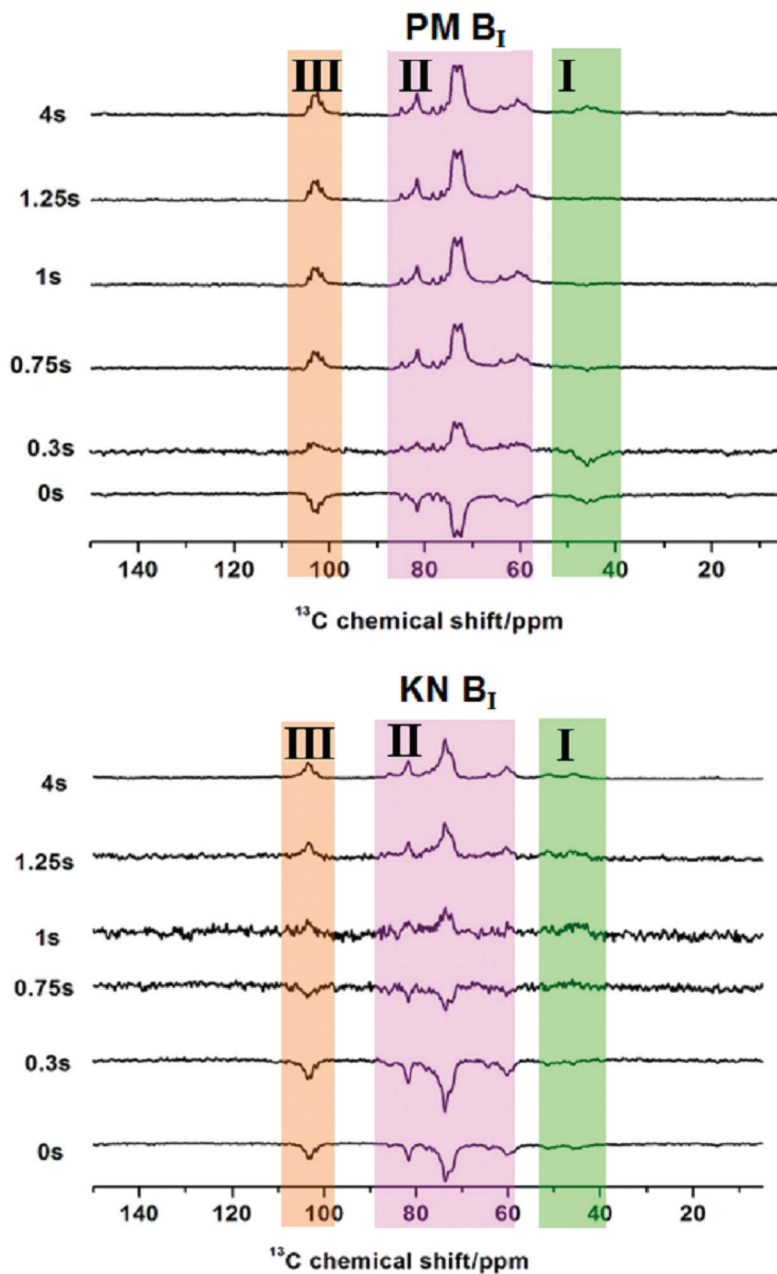 PM B_I
III II I
4s
1.25s
1s
0.75s
0.3s
0s
140 120 100 80 60 40 20
¹³C chemical shift/ppm
KN B_I
III II I
4s
1.25s
1s
0.75s
0.3s
0s
140 120 100 80 60 40 20
¹³C chemical shift/ppm